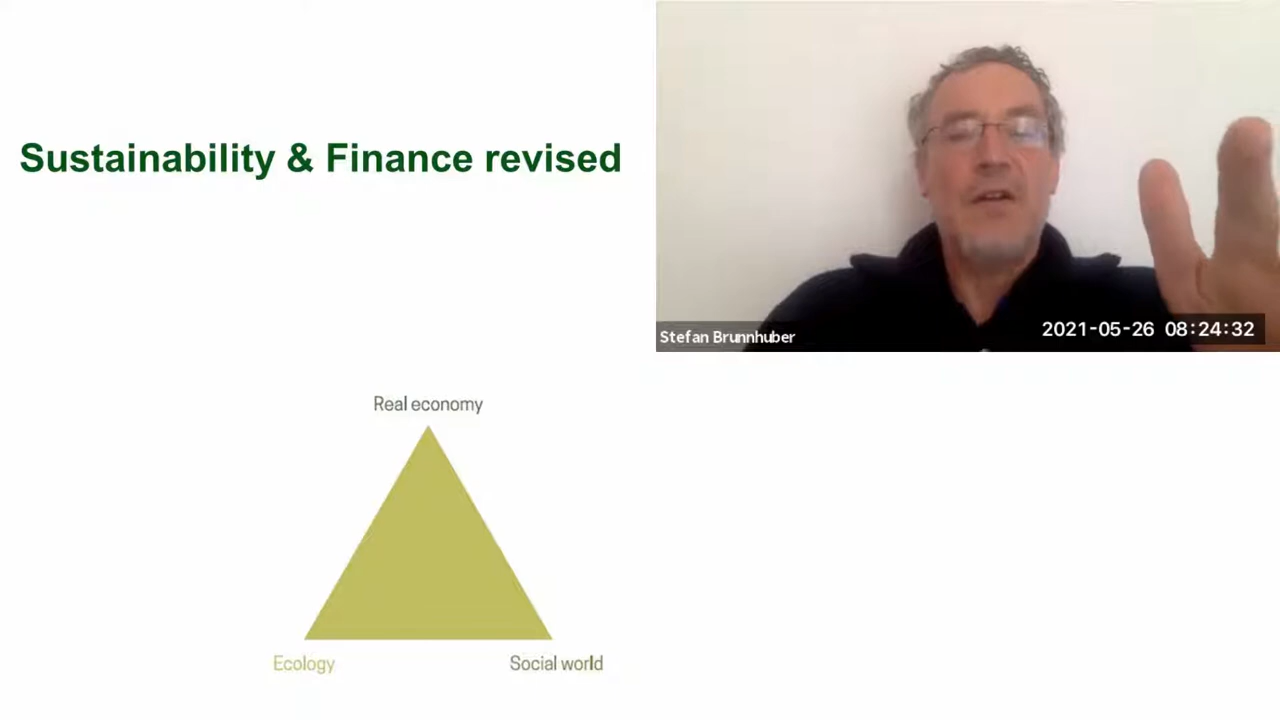 Sustainability & Finance revised
Stefan Brunnhuber
2021-05-26 08:24:32
Real economy
Ecology
Social world